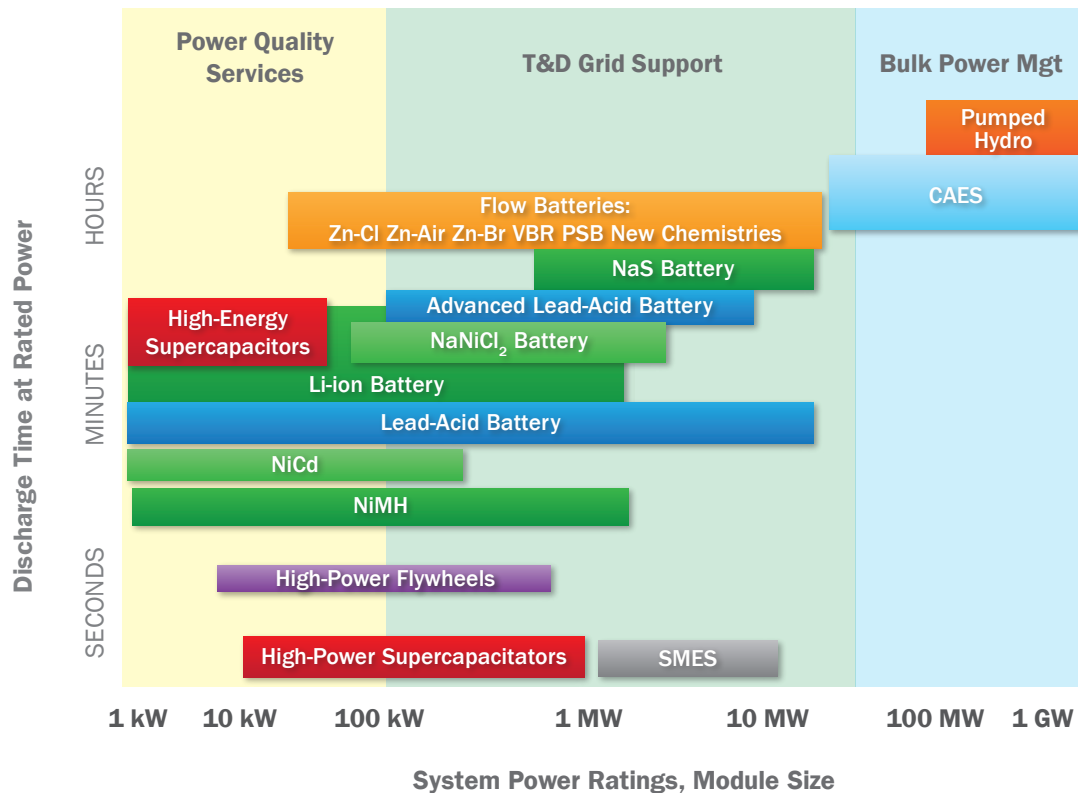 Power Quality
Services
T&D Grid Support
Bulk Power Mgt
Pumped
Hydro
CAES
Flow Batteries:
Zn-Cl Zn-Air Zn-Br VBR PSB New Chemistries
NaS Battery
Advanced Lead-Acid Battery
High-Energy
Supercapacitors
NaNiCl₂ Battery
Li-ion Battery
Lead-Acid Battery
NiCd
NiMH
High-Power Flywheels
High-Power Supercapacitators
SMES
Discharge Time at Rated Power
HOURS
MINUTES
SECONDS
1 kW 10 kW 100 kW 1 MW 10 MW 100 MW 1 GW
System Power Ratings, Module Size